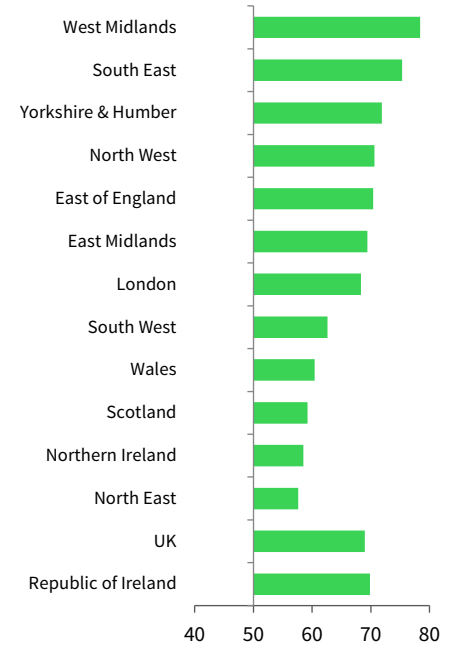 West Midlands
South East
Yorkshire & Humber
North West
East of England
East Midlands
London
South West
Wales
Scotland
Northern Ireland
North East
UK
Republic of Ireland
40 50 60 70 80